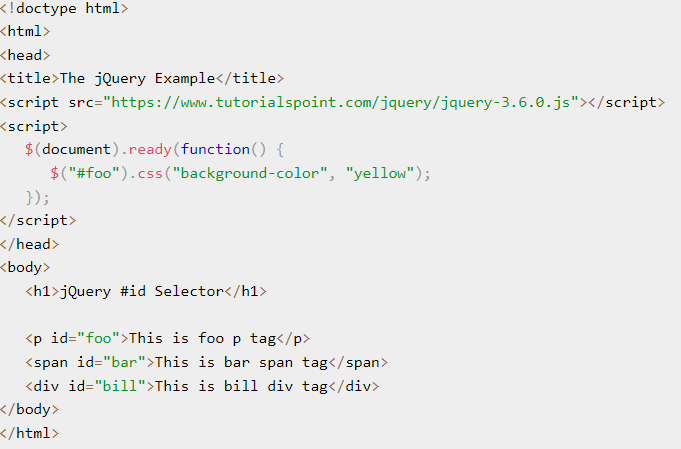 <!doctype html>
<html>
<head>
<title>The jQuery Example</title>
<script src="https://www.tutorialspoint.com/jquery/jquery-3.6.0.js"></script>
<script>
   $(document).ready(function() {
      $("#foo").css("background-color", "yellow");
   });
</script>
</head>
<body>
   <h1>jQuery #id Selector</h1>

   <p id="foo">This is foo p tag</p>
   <span id="bar">This is bar span tag</span>
   <div id="bill">This is bill div tag</div>
</body>
</html>